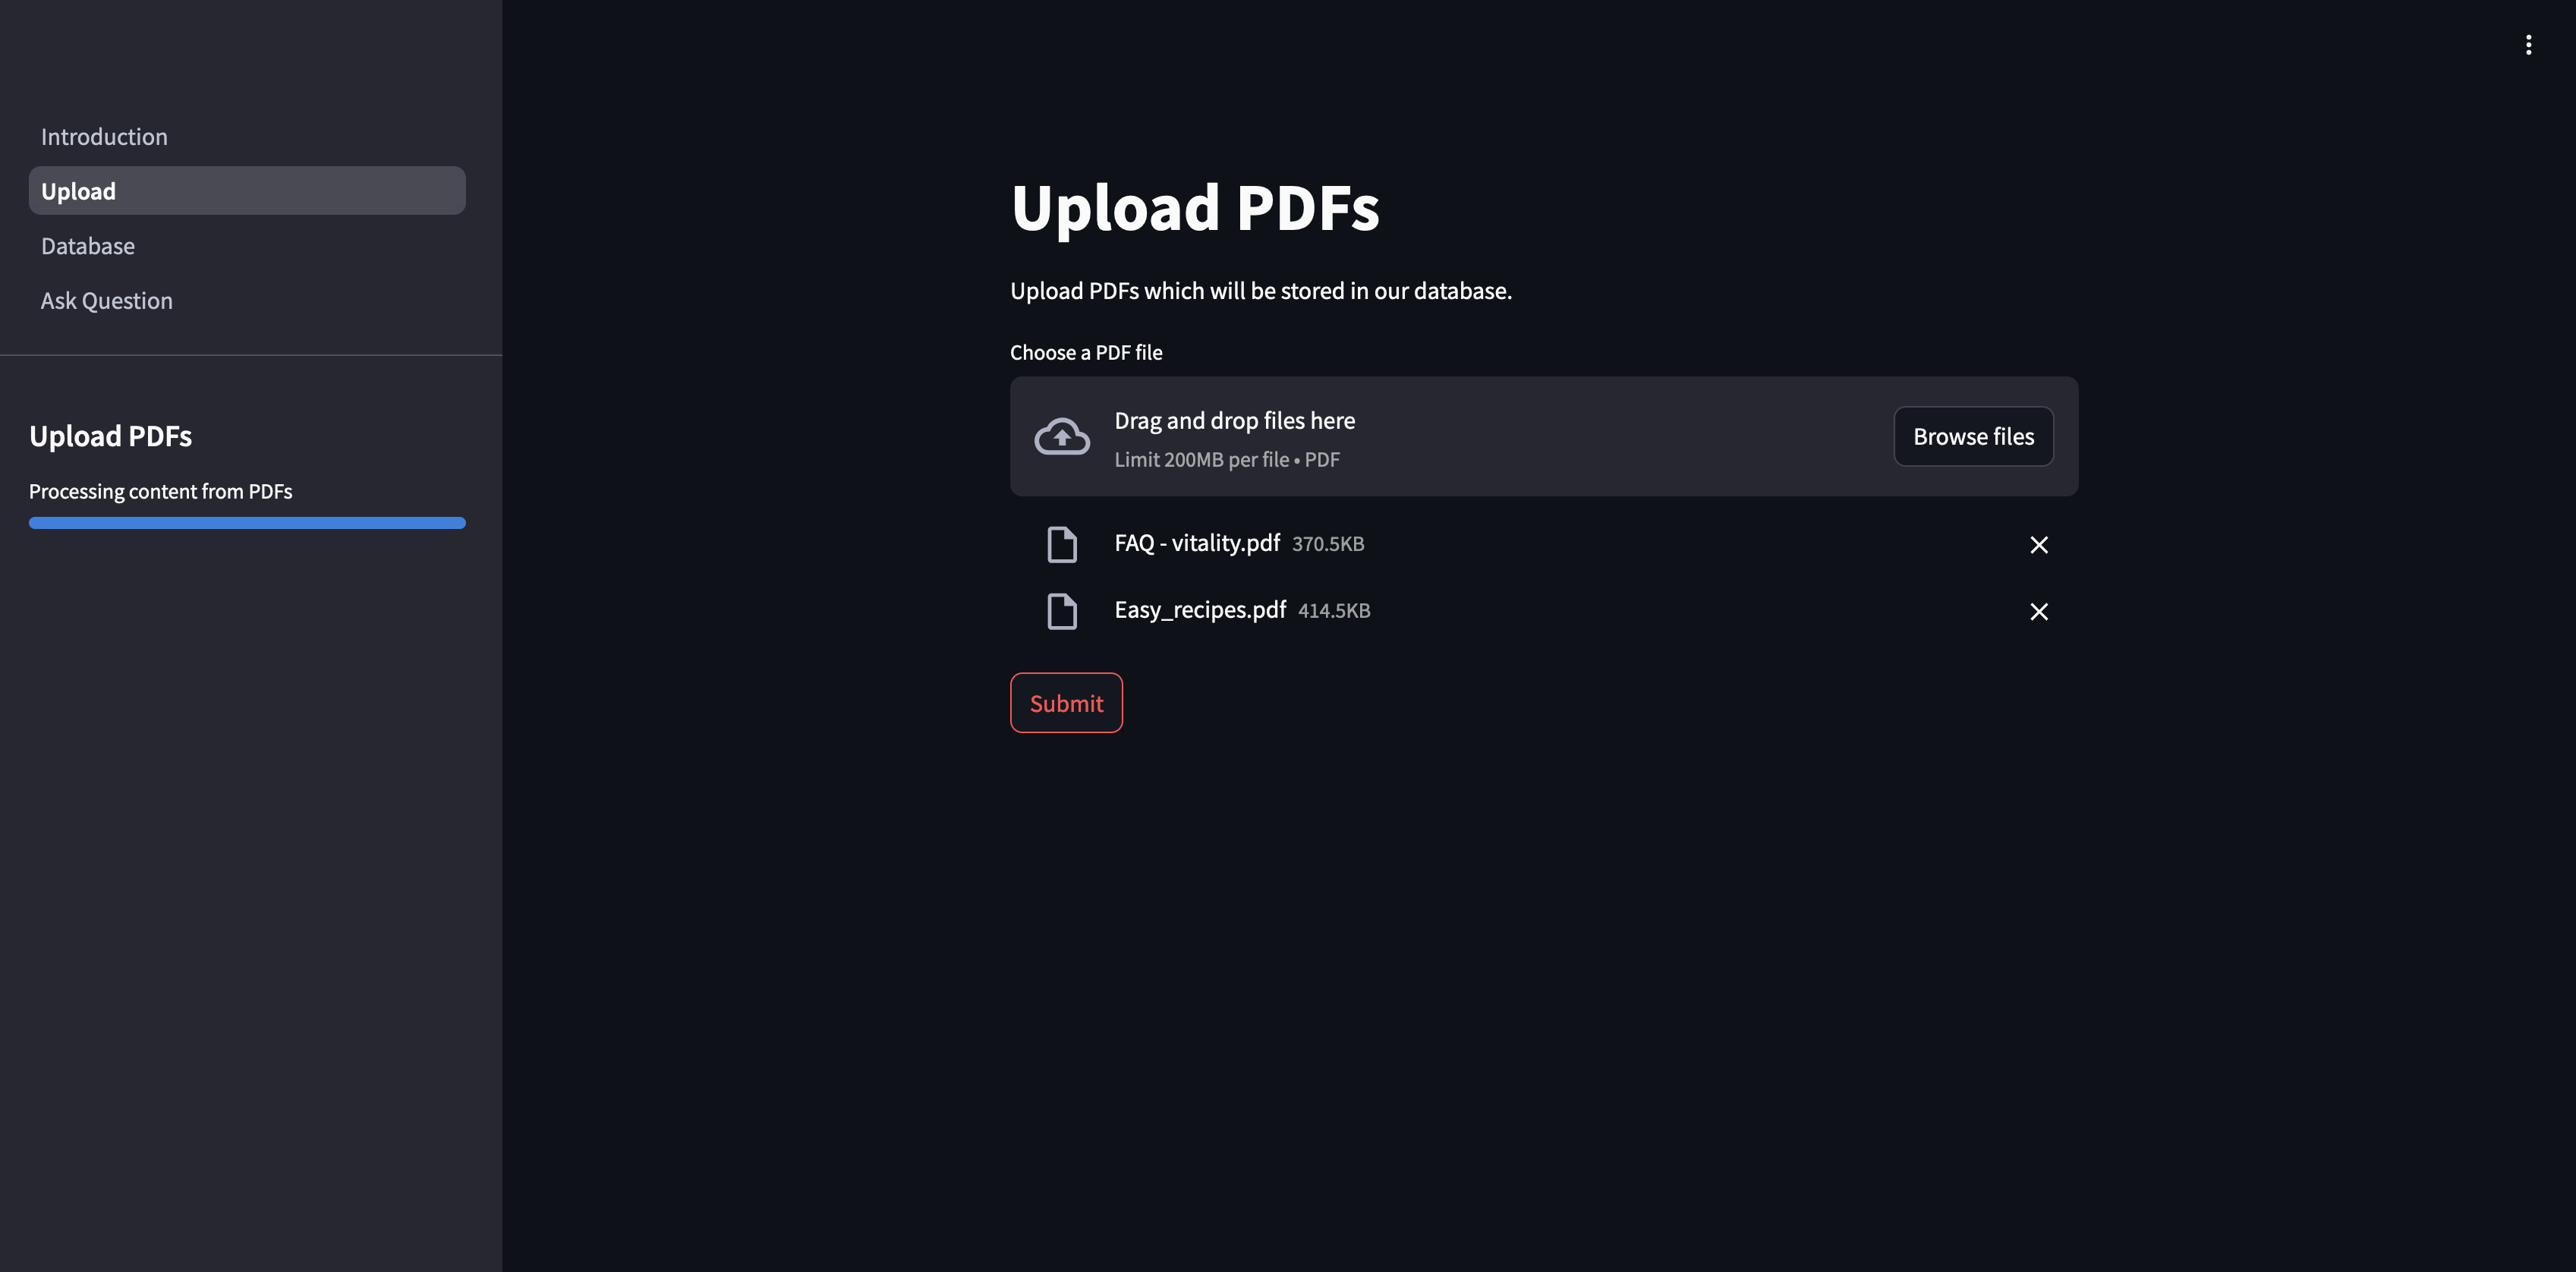 Introduction
Upload
Database
Ask Question
Upload PDFs
Processing content from PDFs
Upload PDFs
Upload PDFs which will be stored in our database.
Choose a PDF file
Drag and drop files here
Limit 200MB per file • PDF
Browse files
FAQ - vitality.pdf 370.5KB
Easy_recipes.pdf 414.5KB
Submit